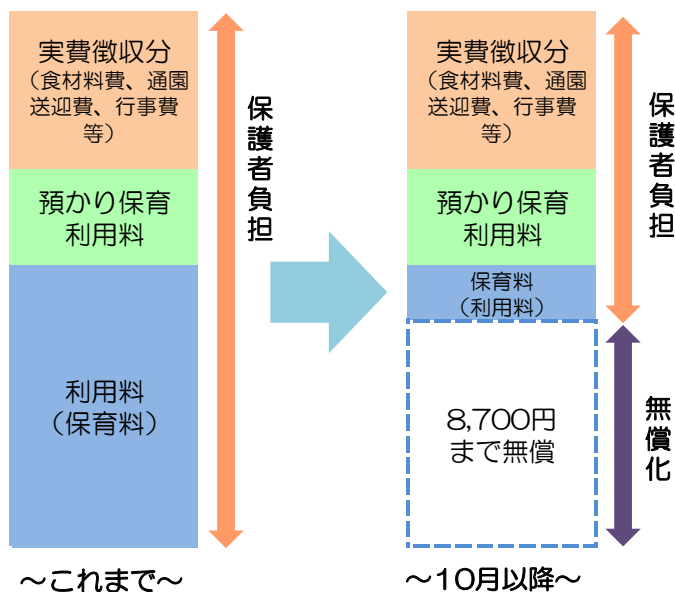 実費徴収分
（食材料費、通園
送迎費、行事費
等）
預かり保育
利用料
利用料
（保育料）
保護者負担
～これまで～
実費徴収分
（食材料費、通園
送迎費、行事費
等）
預かり保育
利用料
保育料
（利用料）
8,700円
まで無償
保護者負担
無償化
～10月以降～